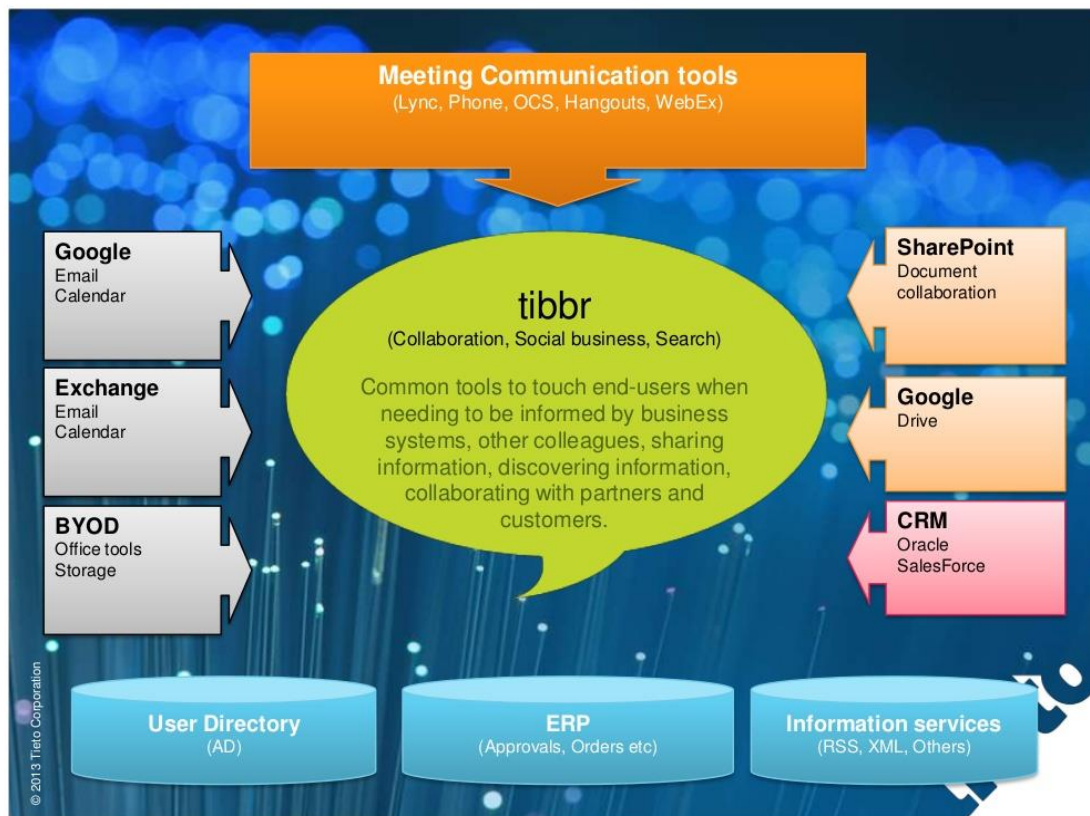 Meeting Communication tools
(Lync, Phone, OCS, Hangouts, WebEx)
Google
Email
Calendar
Exchange
Email
Calendar
BYOD
Office tools
Storage
tibbr
(Collaboration, Social business, Search)
Common tools to touch end-users when
needing to be informed by business
systems, other colleagues, sharing
information, discovering information,
collaborating with partners and
customers.
SharePoint
Document
collaboration
Google
Drive
CRM
Oracle
SalesForce
User Directory
(AD)
ERP
(Approvals, Orders etc)
Information services
(RSS, XML, Others)
© 2013 Tieto Corporation